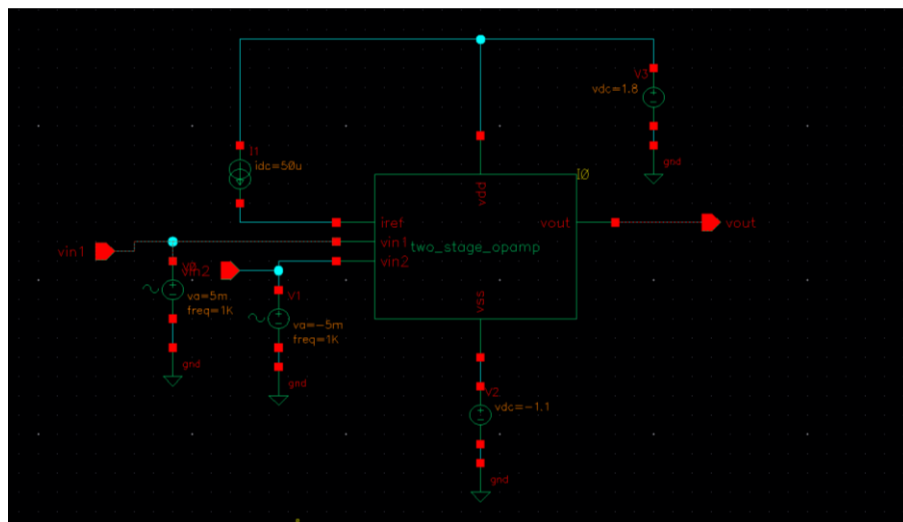 V3
vdc=1.8
gnd
I1
idc=50u
I0
vdd
iref
vout
vout
vin1
two_stage_opamp
vin1
vin2
vss
V0
vin2
va=5m
freq=1K
gnd
V1
va=-5m
freq=1K
gnd
V2
vdc=-1.1
gnd